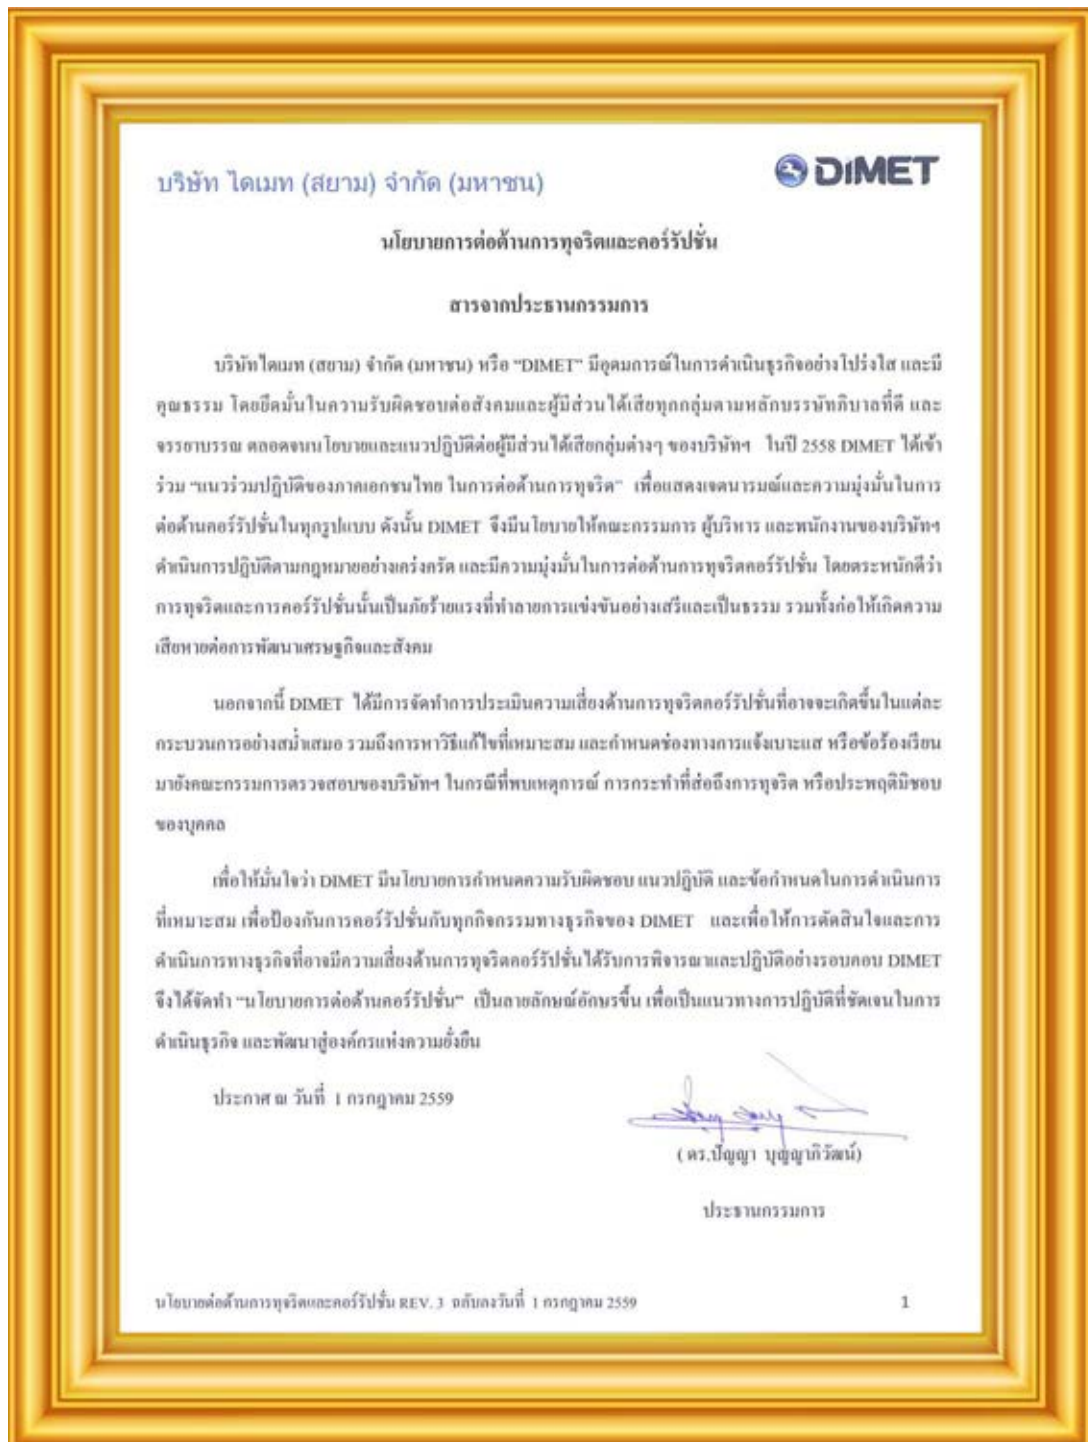 บริษัท ไดเมท (สยาม) จำกัด (มหาชน)
DiMET
นโยบายการต่อต้านการทุจริตและคอร์รัปชั่น
สารจากประธานกรรมการ
บริษัทไดเมท (สยาม) จำกัด (มหาชน) หรือ “DIMET“ มีอุดมการณ์ในการดำเนินธุรกิจอย่างโปร่งใส และมี
คุณธรรม โดยยึดมั่นในความรับผิดชอบต่อสังคมและผู้มีส่วนได้เสียทุกกลุ่มตามหลักบรรษัทภิบาลที่ดี และ
จรรยาบรรณ ตลอดจนนโยบายและแนวปฏิบัติต่อผู้มีส่วนได้เสียกลุ่มต่างๆ ของบริษัทฯ ในปี 2558 DIMET ได้เข้า
ร่วม “แนวร่วมปฏิบัติของภาคเอกชนไทย ในการต่อต้านการทุจริต“ เพื่อแสดงเจตนารมณ์และความมุ่งมั่นในการ
ต่อต้านคอร์รัปชั่นในทุกรูปแบบ ดังนั้น DIMET จึงมีนโยบายให้คณะกรรมการ ผู้บริหาร และพนักงานของบริษัทฯ
ดำเนินการปฏิบัติตามกฎหมายอย่างเคร่งครัด และมีความมุ่งมั่นในการต่อต้านการทุจริตคอร์รัปชั่น โดยตระหนักดีว่า
การทุจริตและการคอร์รัปชั่นนั้นเป็นภัยร้ายแรงที่ทำลายการแข่งขันอย่างเสรีและเป็นธรรม รวมทั้งก่อให้เกิดความ
เสียหายต่อการพัฒนาเศรษฐกิจและสังคม
นอกจากนี้ DIMET ได้มีการจัดทำการประเมินความเสี่ยงด้านการทุจริตคอร์รัปชั่นที่อาจจะเกิดขึ้นในแต่ละ
กระบวนการอย่างสม่ำเสมอ รวมถึงการหาวิธีแก้ไขที่เหมาะสม และกำหนดช่องทางการแจ้งเบาะแส หรือข้อร้องเรียน
มายังคณะกรรมการตรวจสอบของบริษัทฯ ในกรณีที่พบเหตุการณ์ การกระทำที่ส่อถึงการทุจริต หรือประพฤติมิชอบ
ของบุคคล
เพื่อให้มั่นใจว่า DIMET มีนโยบายการกำหนดความรับผิดชอบ แนวปฏิบัติ และข้อกำหนดในการดำเนินการ
ที่เหมาะสม เพื่อป้องกันการคอร์รัปชั่นกับทุกกิจกรรมทางธุรกิจของ DIMET และเพื่อให้การตัดสินใจและการ
ดำเนินการทางธุรกิจที่อาจมีความเสี่ยงด้านการทุจริตคอร์รัปชั่นได้รับการพิจารณาและปฏิบัติอย่างรอบคอบ DIMET
จึงได้จัดทำ “นโยบายการต่อต้านคอร์รัปชั่น” เป็นลายลักษณ์อักษรขึ้น เพื่อเป็นแนวทางการปฏิบัติที่ชัดเจนในการ
ดำเนินธุรกิจ และพัฒนาสู่องค์กรแห่งความยั่งยืน
ประกาศ ณ วันที่ 1 กรกฎาคม 2559
( ดร.ปัญญา บุญญาภิวัฒน์)
ประธานกรรมการ
นโยบายต่อต้านการทุจริตและคอร์รัปชั่น REV. 3 ฉบับลงวันที่ 1 กรกฎาคม 2559 1